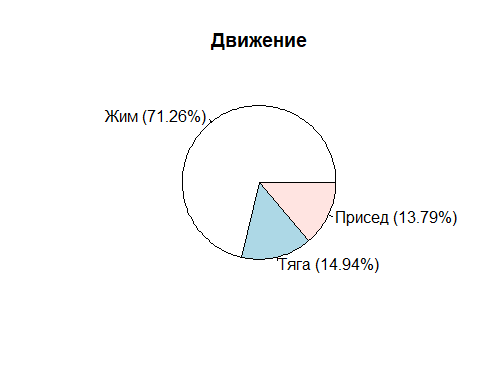 Движение
Жим (71.26%)
Присед (13.79%)
Тяга (14.94%)